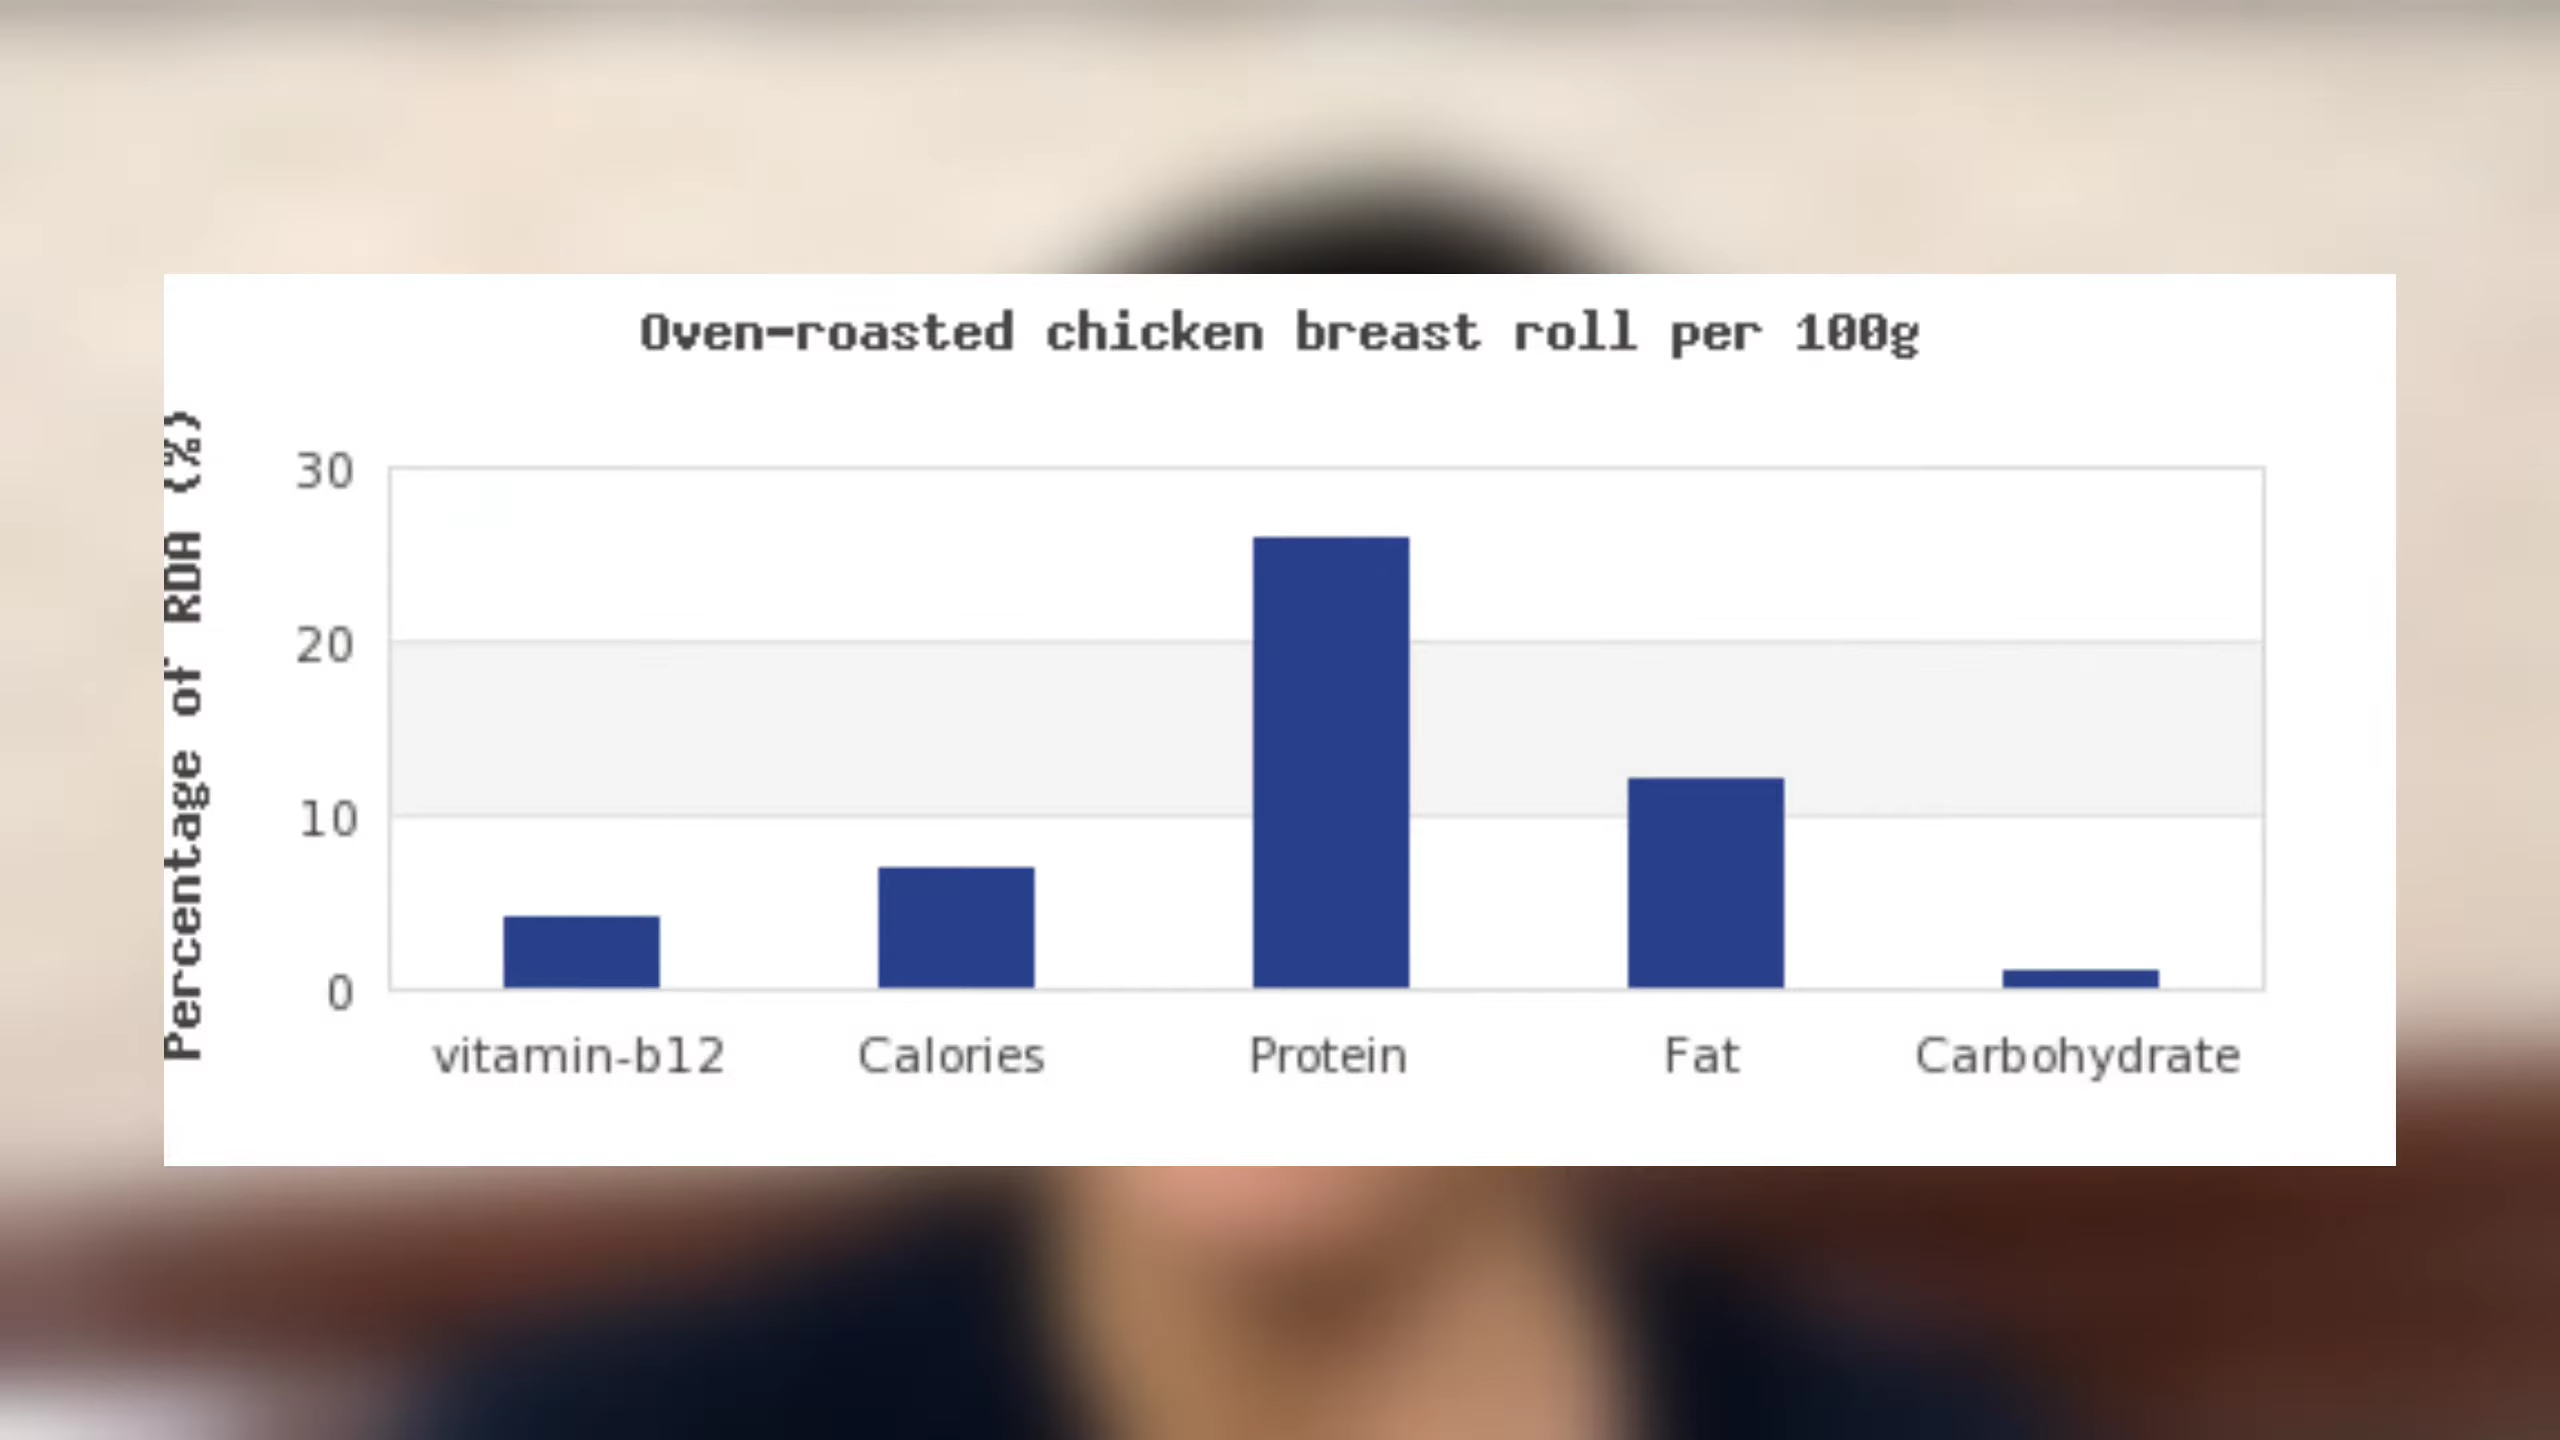 Oven-roasted chicken breast roll per 100g
Percentage of RDA (%)
30
20
10
0
vitamin-b12 Calories Protein Fat Carbohydrate